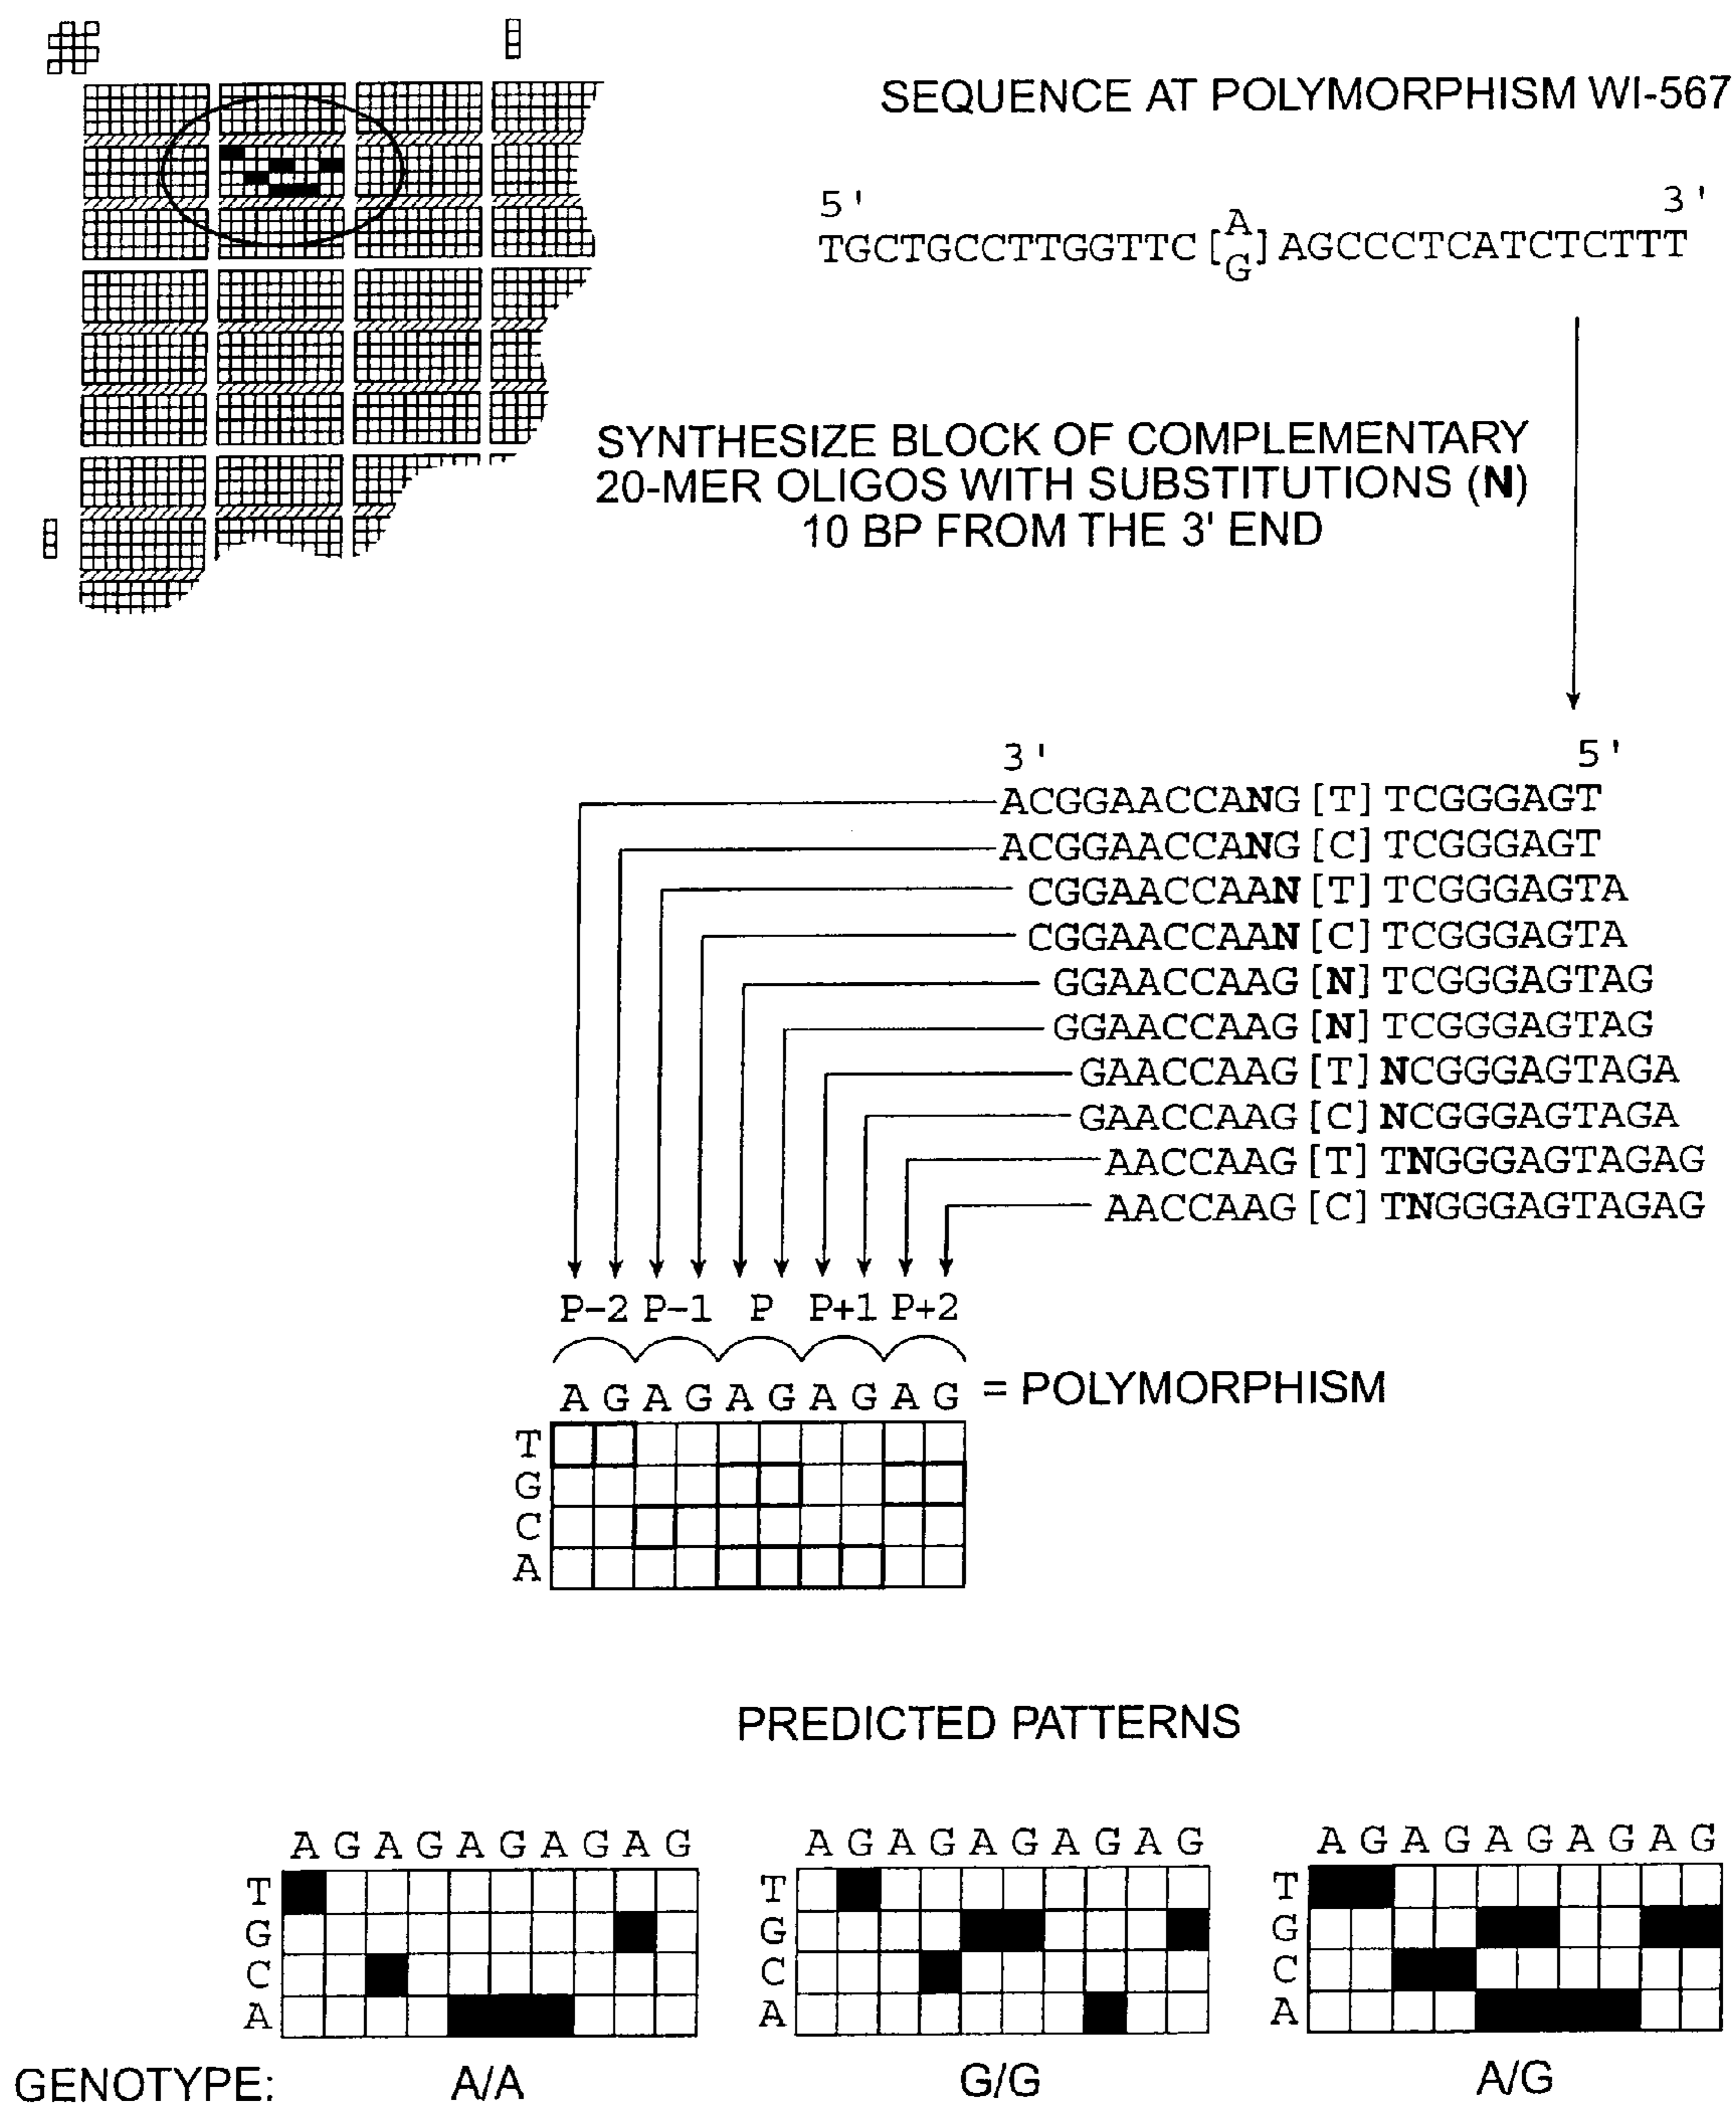 SEQUENCE AT POLYMORPHISM WI-567
5' 3'
TGCTGCCTTGGTTC [A/G] AGCCCTCATCTCTTT
SYNTHESIZE BLOCK OF COMPLEMENTARY
20-MER OLIGOS WITH SUBSTITUTIONS (N)
10 BP FROM THE 3' END
3' 5'
ACGGAACCANG [T] TCGGGAGT
ACGGAACCANG [C] TCGGGAGT
CGGAACCAAN [T] TCGGGAGTA
CGGAACCAAN [C] TCGGGAGTA
GGAACCAAG [N] TCGGGAGTAG
GGAACCAAG [N] TCGGGAGTAG
GAACCAAG [T] NCGGGAGTAGA
GAACCAAG [C] NCGGGAGTAGA
AACCAAG [T] TNGGGAGTAGAG
AACCAAG [C] TNGGGAGTAGAG
P-2 P-1 P P+1 P+2
A G A G A G A G A G = POLYMORPHISM
T
G
C
A
PREDICTED PATTERNS
A G A G A G A G A G
T
G
C
A
A G A G A G A G A G
T
G
C
A
A G A G A G A G A G
T
G
C
A
GENOTYPE: A/A G/G A/G